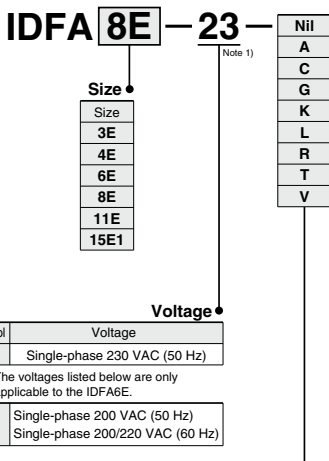 IDFA 8E — 23 —
Note 1)
Nil
A
C
G
K
L
R
T
V
Size
Size
3E
4E
6E
8E
11E
15E1
Voltage
Voltage
Single-phase 230 VAC (50 Hz)
voltages listed below are only
to the IDFA6E.
Single-phase 200 VAC (50 Hz)
Single-phase 200/220 VAC (60 Hz)